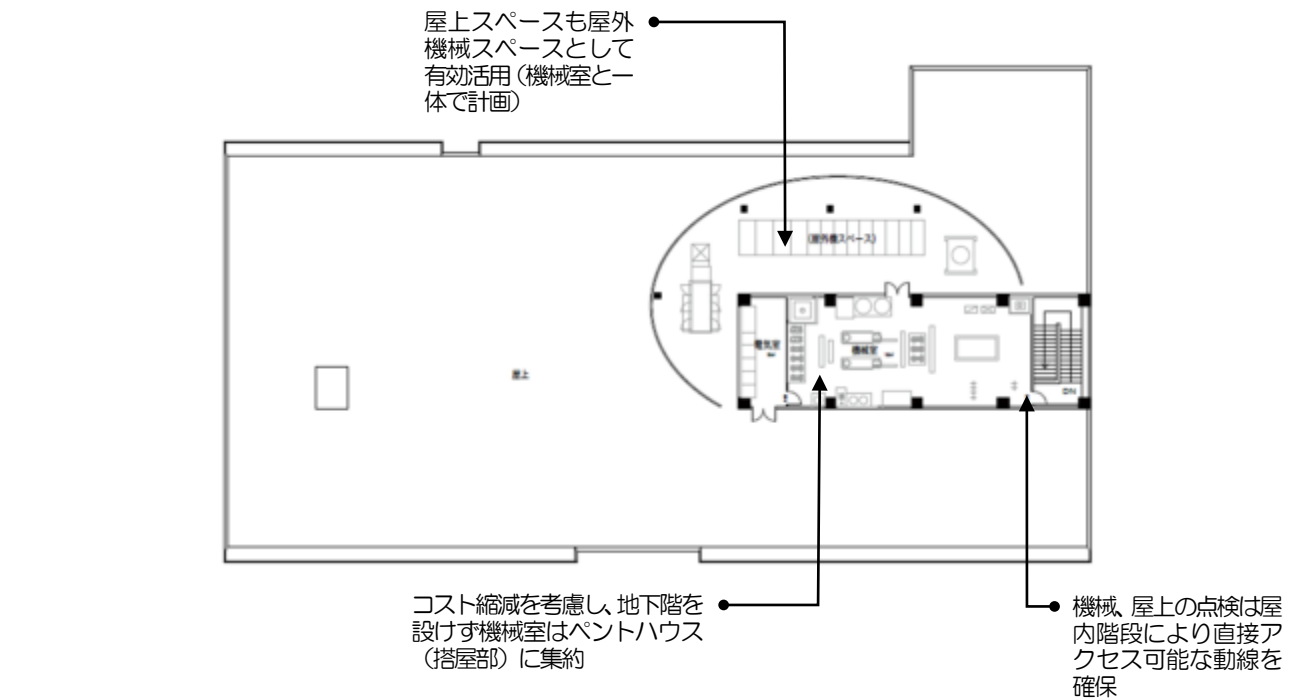 屋上スペースも屋外
機械スペースとして
有効活用（機械室と一
体で計画）
（屋外機スペース）
電気室
機械室
屋上
DN
コスト縮減を考慮し、地下階を
設けず機械室はペントハウス
（搭屋部）に集約
機械、屋上の点検は屋
内階段により直接ア
クセス可能な動線を
確保